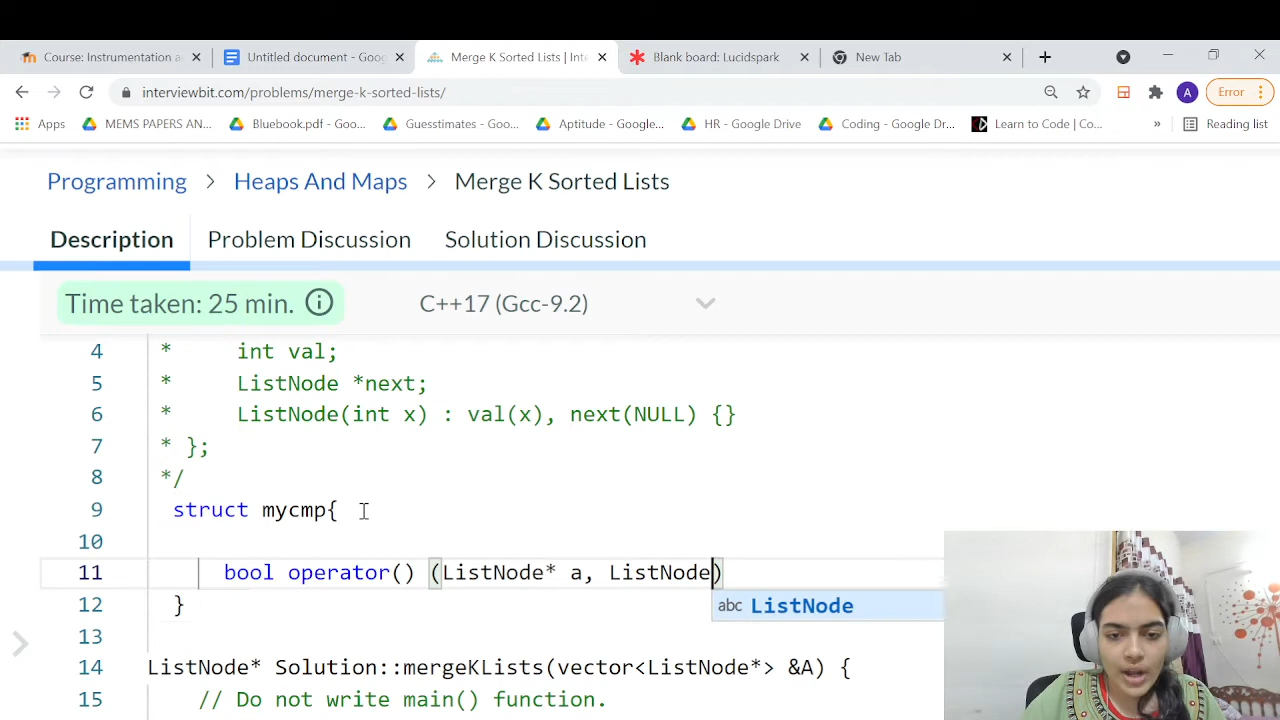 Course: Instrumentation a
Untitled document - Goog
Merge K Sorted Lists | Inte
Blank board: Lucidspark
New Tab
interviewbit.com/problems/merge-k-sorted-lists/
A
Error
Apps
MEMS PAPERS AN...
Bluebook.pdf - Goo...
Guesstimates - Goo...
Aptitude - Google...
HR - Google Drive
Coding - Google Dr...
Learn to Code | Co...
»
Reading list
Programming > Heaps And Maps > Merge K Sorted Lists
Description
Problem Discussion
Solution Discussion
Time taken: 25 min.
C++17 (Gcc-9.2)
4 * int val;
5 * ListNode *next;
6 * ListNode(int x) : val(x), next(NULL) {}
7 * };
8 */
9 struct mycmp{
10
11 bool operator() (ListNode* a, ListNode)
abc ListNode
12 }
13
14 ListNode* Solution::mergeKLists(vector<ListNode*> &A) {
15 // Do not write main() function.